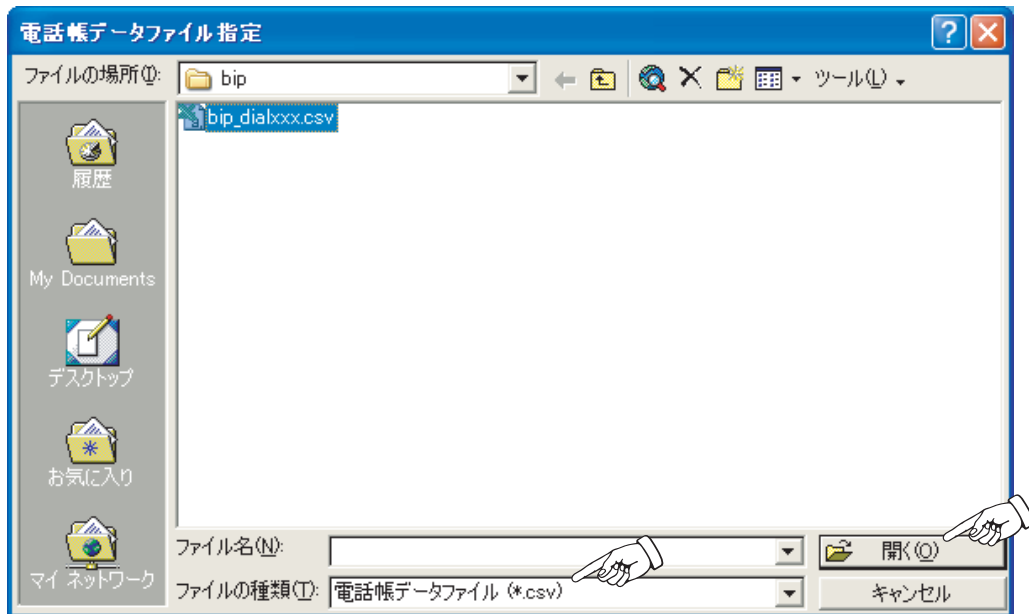 電話帳データファイル指定
ファイルの場所(I):
bip
ツール(L)
bip_dialxxx.csv
履歴
My Documents
デスクトップ
お気に入り
マイ ネットワーク
ファイル名(N):
開く(O)
ファイルの種類(T):
電話帳データファイル (*.csv)
キャンセル